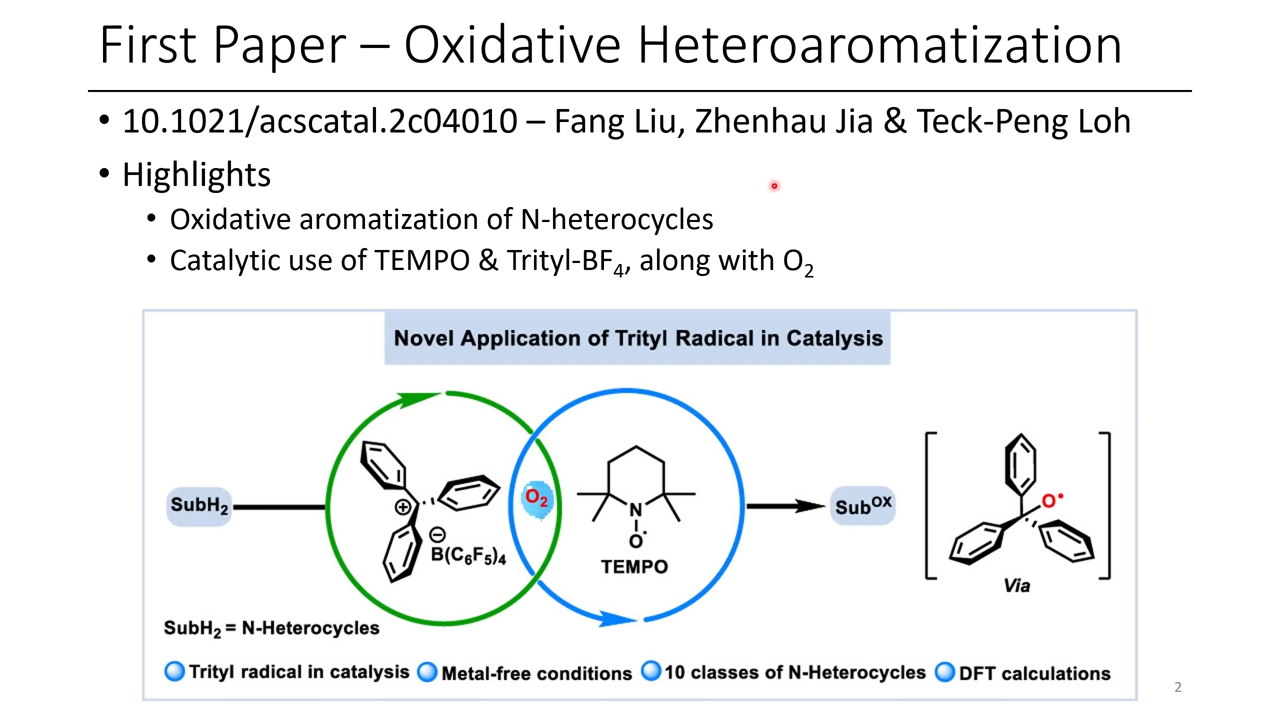 First Paper – Oxidative Heteroaromatization
• 10.1021/acscatal.2c04010 – Fang Liu, Zhenhau Jia & Teck-Peng Loh
• Highlights
• Oxidative aromatization of N-heterocycles
• Catalytic use of TEMPO & Trityl-BF₄, along with O₂
Novel Application of Trityl Radical in Catalysis
SubH₂
⊕
⊖
B(C₆F₅)₄
O₂
N
O·
TEMPO
Subᴼˣ
O•
Via
SubH₂ = N-Heterocycles
Trityl radical in catalysis
Metal-free conditions
10 classes of N-Heterocycles
DFT calculations
2